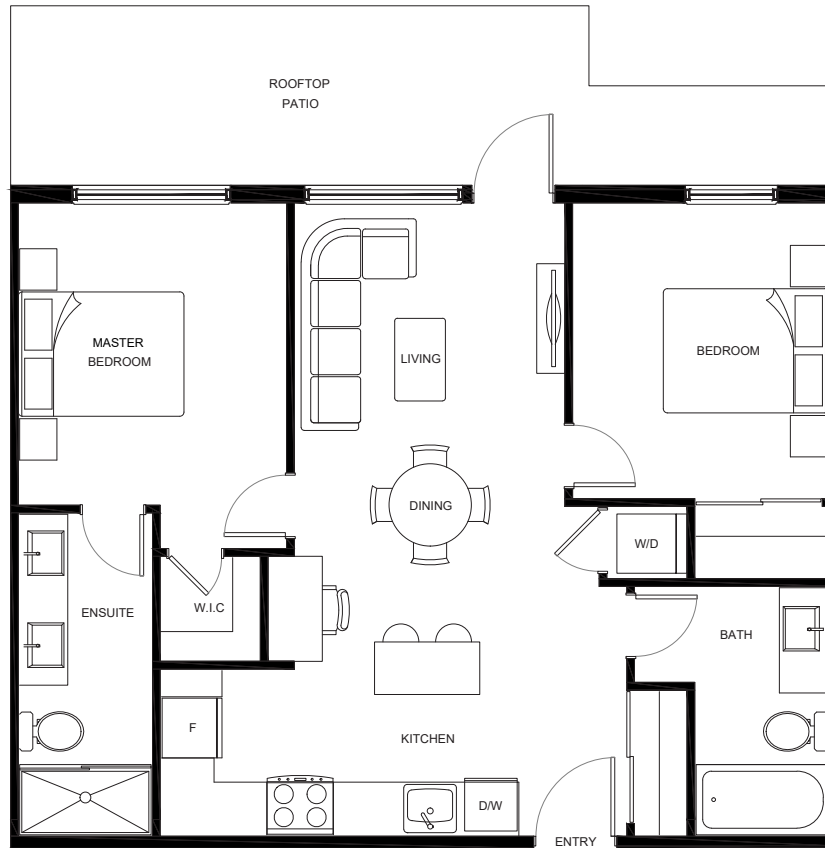 ROOFTOP
PATIO
MASTER
BEDROOM
LIVING
BEDROOM
DINING
W/D
ENSUITE
W.I.C
BATH
F
KITCHEN
D/W
ENTRY